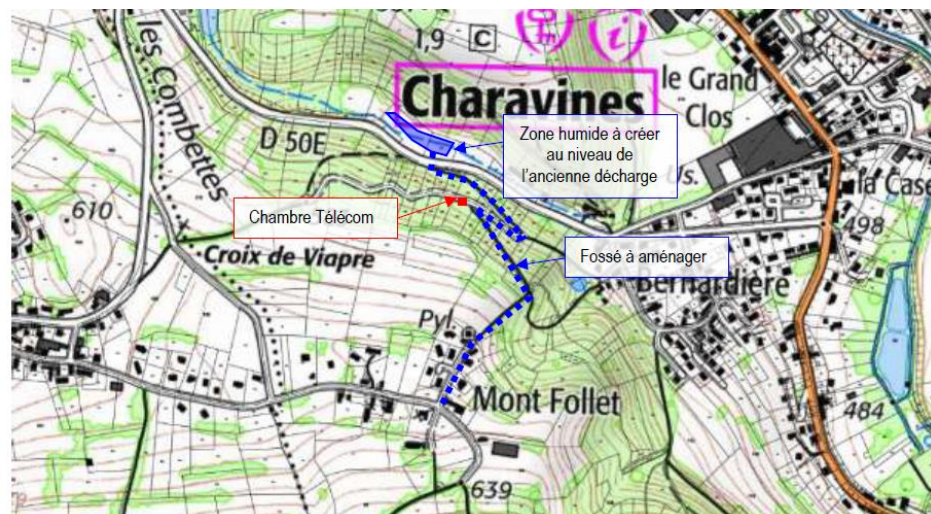 1,9 C
i
les Combettes
Charavines
le Grand
Clos
D 50E
Zone humide à créer
au niveau de
l'ancienne décharge
Us.
la Case
610
Chambre Télécom
498
Croix de Viapre
Fossé à aménager
Bernardière
Pyl.
Mont Follet
484
639